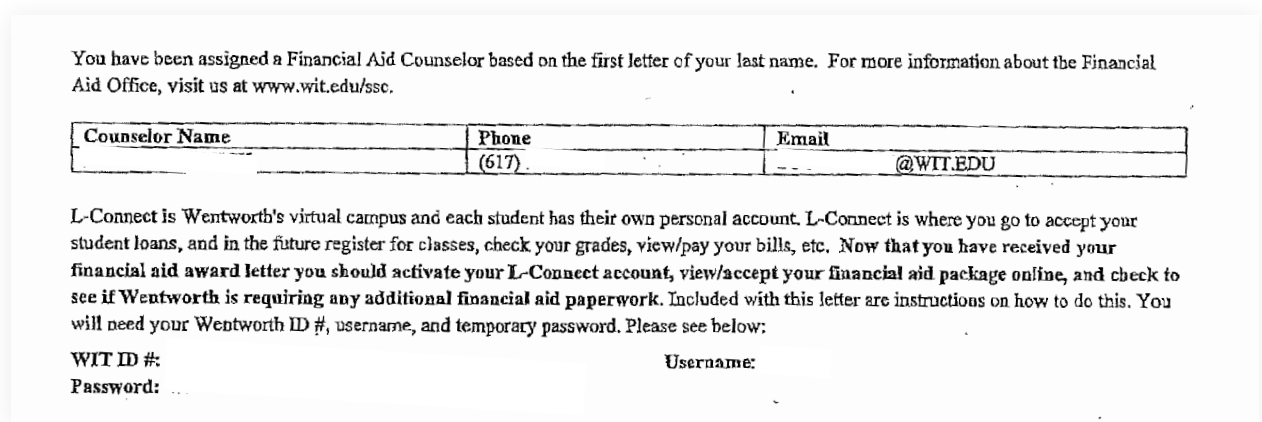 You have been assigned a Financial Aid Counselor based on the first letter of your last name. For more information about the Financial
Aid Office, visit us at www.wit.edu/ssc.
Counselor Name Phone Email
(617) @WIT.EDU
L-Connect is Wentworth's virtual campus and each student has their own personal account. L-Connect is where you go to accept your
student loans, and in the future register for classes, check your grades, view/pay your bills, etc. Now that you have received your
financial aid award letter you should activate your L-Connect account, view/accept your financial aid package online, and check to
see if Wentworth is requiring any additional financial aid paperwork. Included with this letter are instructions on how to do this. You
will need your Wentworth ID #, username, and temporary password. Please see below:
WIT ID #: Username:
Password: